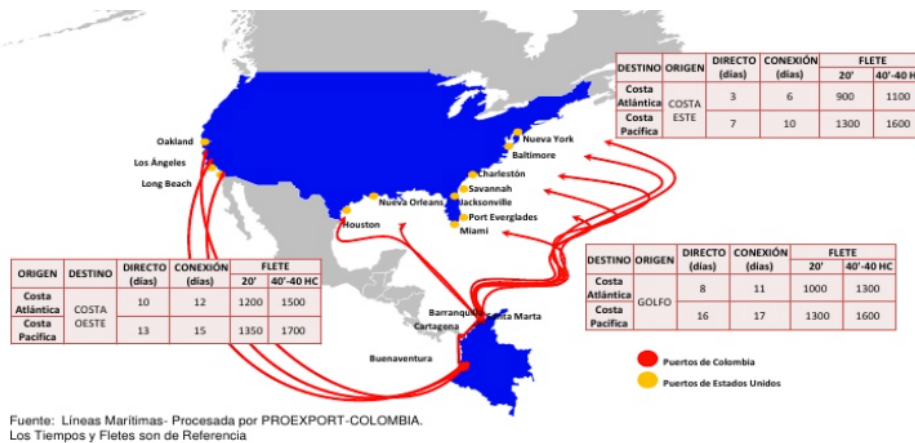 DESTINO ORIGEN DIRECTO (días) CONEXIÓN (días) FLETE
20' 40'-40 HC
Costa Atlántica COSTA ESTE 3 6 900 1100
Costa Pacífica 7 10 1300 1600
Oakland
Los Ángeles
Long Beach
Nueva York
Baltimore
Charlestón
Savannah
Nueva Orleans
Jacksonville
Houston
Port Everglades
Miami
ORIGEN DESTINO DIRECTO (días) CONEXIÓN (días) FLETE
20' 40'-40 HC
Costa Atlántica COSTA OESTE 10 12 1200 1500
Costa Pacífica 13 15 1350 1700
DESTINO ORIGEN DIRECTO (días) CONEXIÓN (días) FLETE
20' 40'-40 HC
Costa Atlántica GOLFO 8 11 1000 1300
Costa Pacífica 16 17 1300 1600
Barranquilla
Santa Marta
Cartagena
Buenaventura
Puertos de Colombia
Puertos de Estados Unidos
Fuente: Líneas Marítimas- Procesada por PROEXPORT-COLOMBIA.
Los Tiempos y Fletes son de Referencia